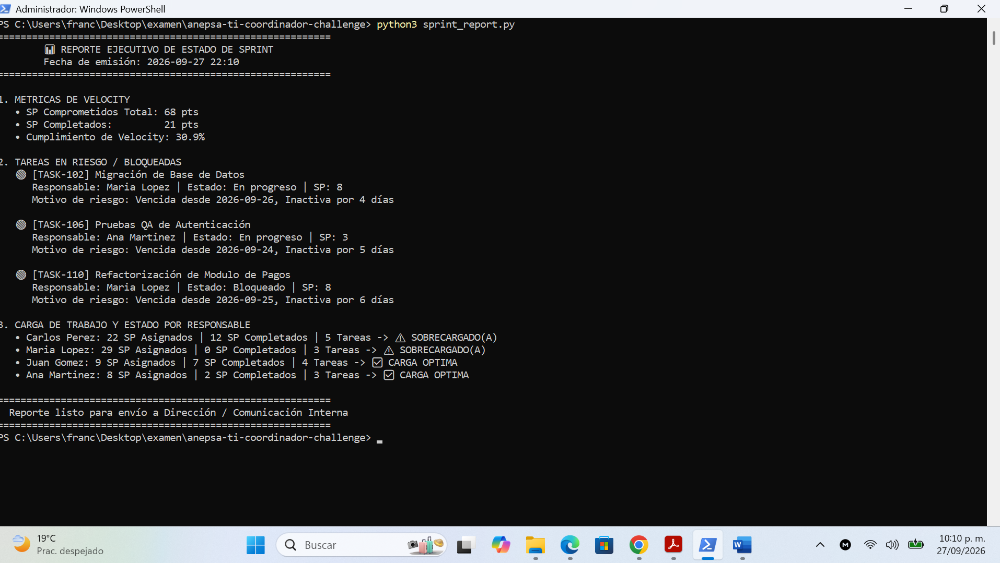 Administrador: Windows PowerShell
PS C:\Users\franc\Desktop\examen\anepsa-ti-coordinador-challenge> python3 sprint_report.py
==========================================================
📊 REPORTE EJECUTIVO DE ESTADO DE SPRINT
Fecha de emisión: 2026-09-27 22:10
==========================================================
1. METRICAS DE VELOCITY
• SP Comprometidos Total: 68 pts
• SP Completados: 21 pts
• Cumplimiento de Velocity: 30.9%
2. TAREAS EN RIESGO / BLOQUEADAS
[TASK-102] Migración de Base de Datos
Responsable: Maria Lopez | Estado: En progreso | SP: 8
Motivo de riesgo: Vencida desde 2026-09-26, Inactiva por 4 días
[TASK-106] Pruebas QA de Autenticación
Responsable: Ana Martinez | Estado: En progreso | SP: 3
Motivo de riesgo: Vencida desde 2026-09-24, Inactiva por 5 días
[TASK-110] Refactorización de Modulo de Pagos
Responsable: Maria Lopez | Estado: Bloqueado | SP: 8
Motivo de riesgo: Vencida desde 2026-09-25, Inactiva por 6 días
3. CARGA DE TRABAJO Y ESTADO POR RESPONSABLE
• Carlos Perez: 22 SP Asignados | 12 SP Completados | 5 Tareas -> ⚠ SOBRECARGADO(A)
• Maria Lopez: 29 SP Asignados | 0 SP Completados | 3 Tareas -> ⚠ SOBRECARGADO(A)
• Juan Gomez: 9 SP Asignados | 7 SP Completados | 4 Tareas -> ☑ CARGA OPTIMA
• Ana Martinez: 8 SP Asignados | 2 SP Completados | 3 Tareas -> ☑ CARGA OPTIMA
==========================================================
Reporte listo para envío a Dirección / Comunicación Interna
==========================================================
PS C:\Users\franc\Desktop\examen\anepsa-ti-coordinador-challenge>
19°C
Prac. despejado
Buscar
10:10 p. m.
27/09/2026